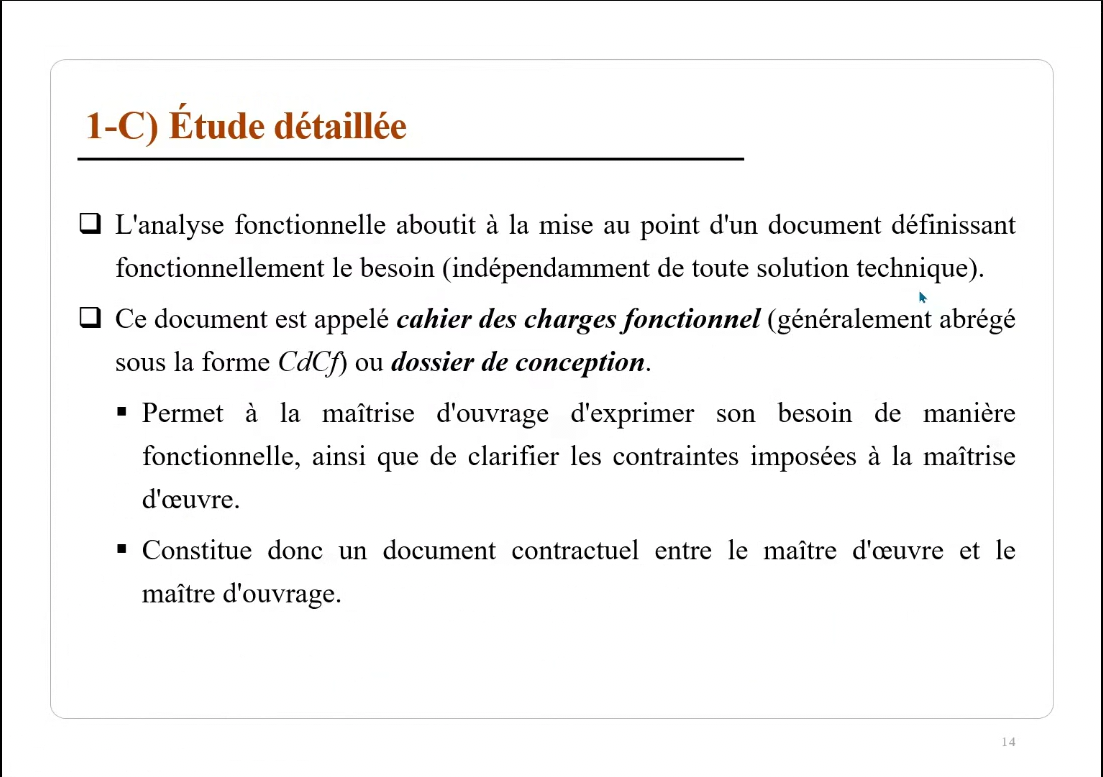 1-C) Étude détaillée
L'analyse fonctionnelle aboutit à la mise au point d'un document définissant
fonctionnellement le besoin (indépendamment de toute solution technique).
Ce document est appelé cahier des charges fonctionnel (généralement abrégé
sous la forme CdCf) ou dossier de conception.
Permet à la maîtrise d'ouvrage d'exprimer son besoin de manière
fonctionnelle, ainsi que de clarifier les contraintes imposées à la maîtrise
d'œuvre.
Constitue donc un document contractuel entre le maître d'œuvre et le
maître d'ouvrage.
14